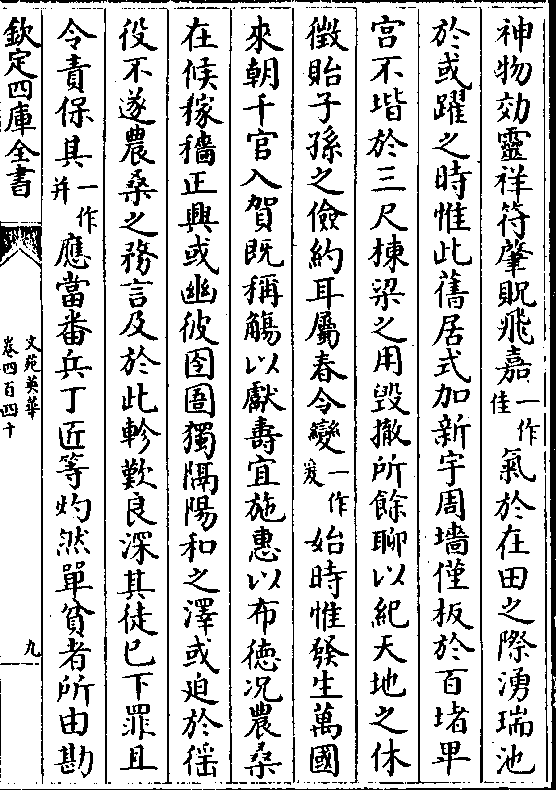 神物効靈祥符肇貺飛嘉一作佳氣於在田之際湧瑞池
於或躍之時惟此舊居式加新宇周墻僅板於百堵卑
宫不堦於三尺棟梁之用毁撤所餘聊以紀天地之休
徵貽子孫之儉約耳屬春令變一作爰始時惟發生萬國
來朝千官入賀既稱觴以獻壽宜施惠以布徳况農桑
在候稼穡正興或幽彼囹圄獨隅陽和之澤或迫於徭
役不遂農桑之務言及於此軫歎良深其徒已下罪且
令責保具一作并應當番兵丁匠等灼然單貧者所由勘
欽定四庫全書
文苑英華
卷四百四十
九